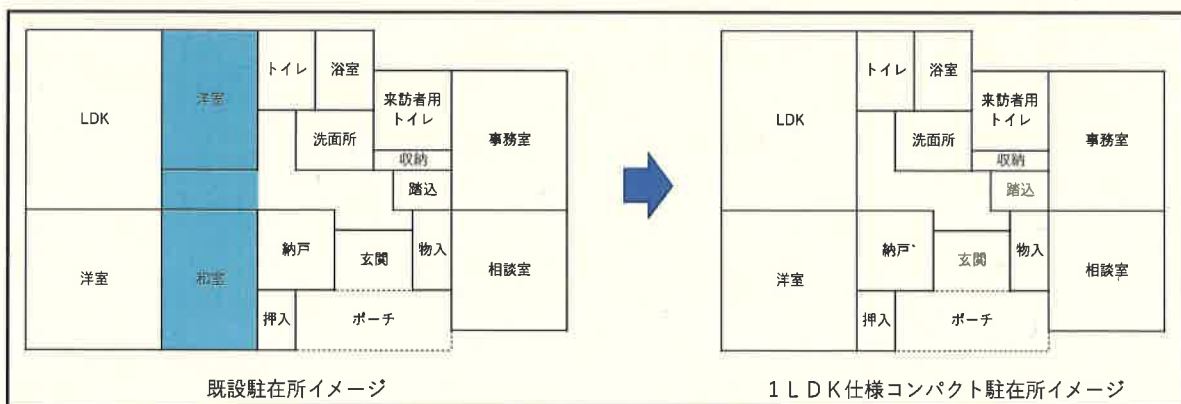 LDK
洋室
トイレ
浴室
洗面所
来訪者用
トイレ
収納
踏込
事務室
洋室
和室
納戸
玄関
物入
相談室
押入
ポーチ
既設駐在所イメージ
LDK
トイレ
浴室
洗面所
来訪者用
トイレ
収納
踏込
事務室
洋室
納戸
玄関
物入
相談室
押入
ポーチ
1LDK仕様コンパクト駐在所イメージ